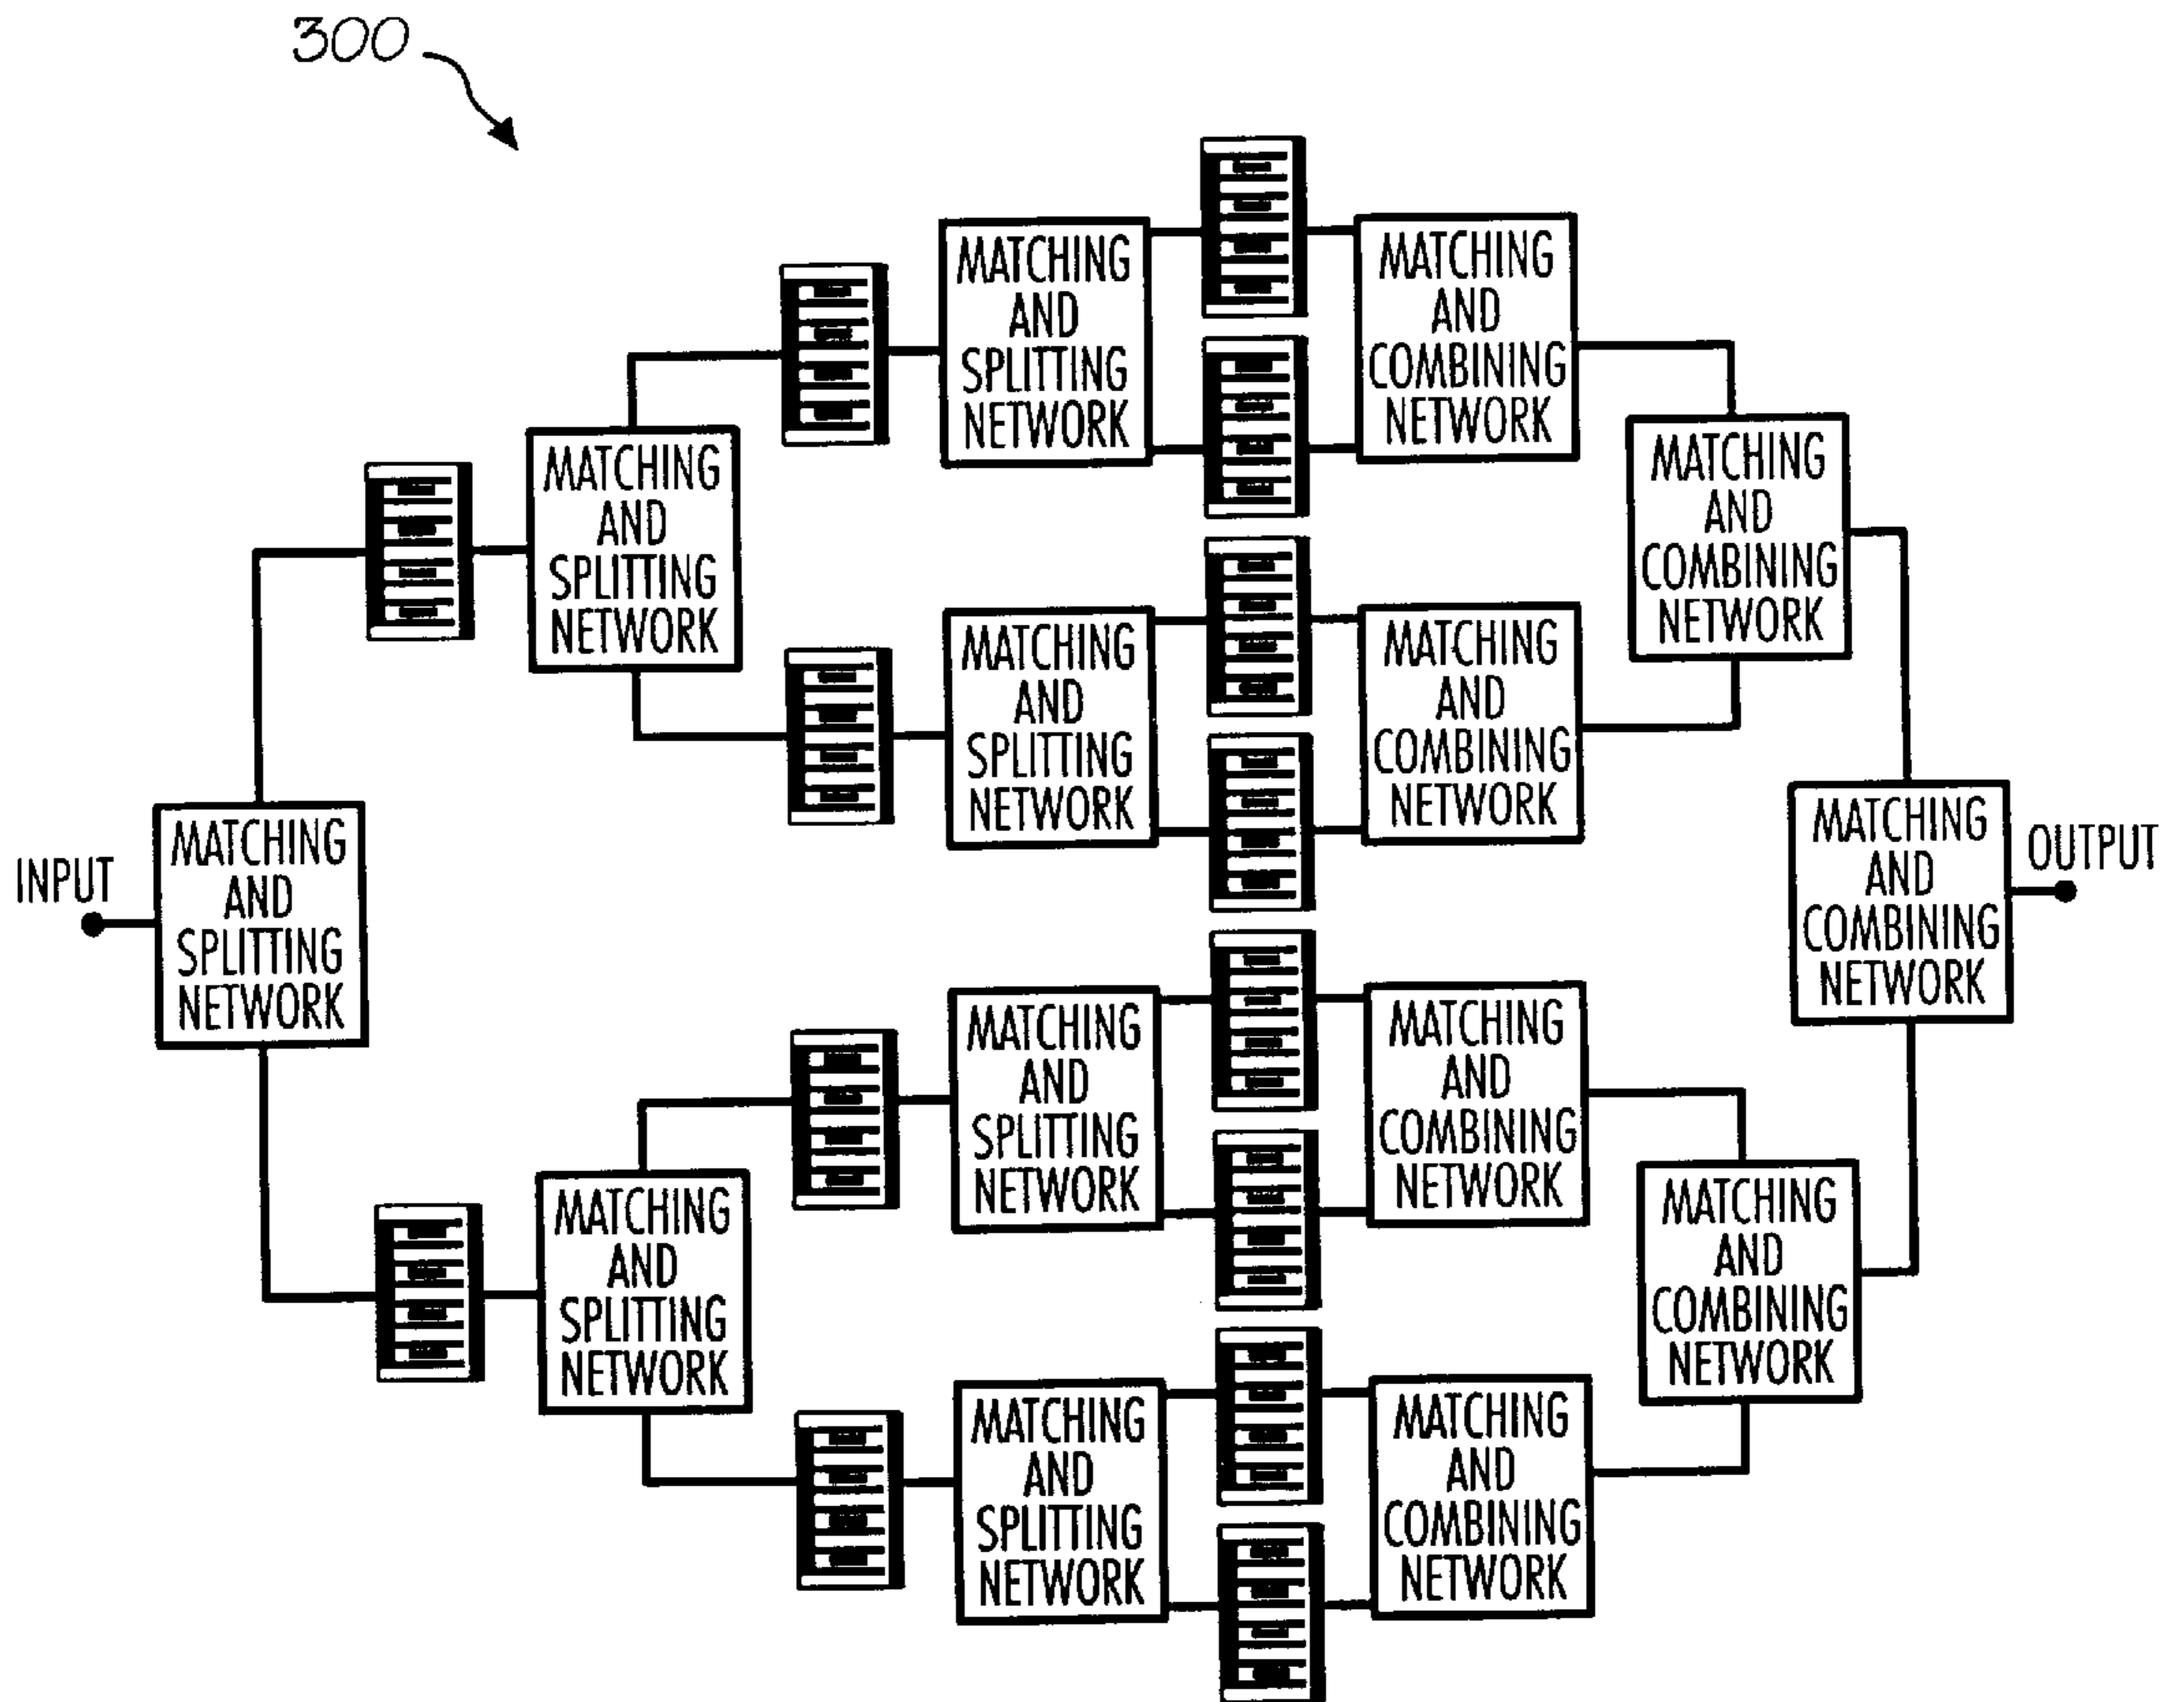 300
MATCHING
AND
SPLITTING
NETWORK
MATCHING
AND
COMBINING
NETWORK
MATCHING
AND
SPLITTING
NETWORK
MATCHING
AND
COMBINING
NETWORK
MATCHING
AND
SPLITTING
NETWORK
MATCHING
AND
COMBINING
NETWORK
INPUT
MATCHING
AND
SPLITTING
NETWORK
MATCHING
AND
COMBINING
NETWORK
OUTPUT
MATCHING
AND
SPLITTING
NETWORK
MATCHING
AND
COMBINING
NETWORK
MATCHING
AND
SPLITTING
NETWORK
MATCHING
AND
COMBINING
NETWORK
MATCHING
AND
SPLITTING
NETWORK
MATCHING
AND
COMBINING
NETWORK